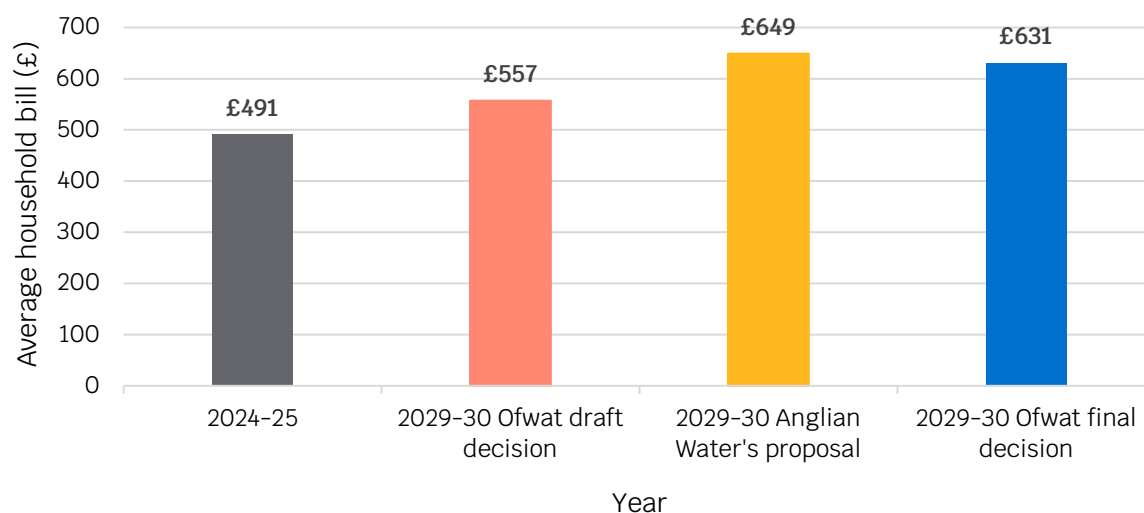 Average household bill (£)
700
600
500
400
300
200
100
0
£491
£557
£649
£631
2024-25
2029-30 Ofwat draft
decision
2029-30 Anglian
Water's proposal
2029-30 Ofwat final
decision
Year